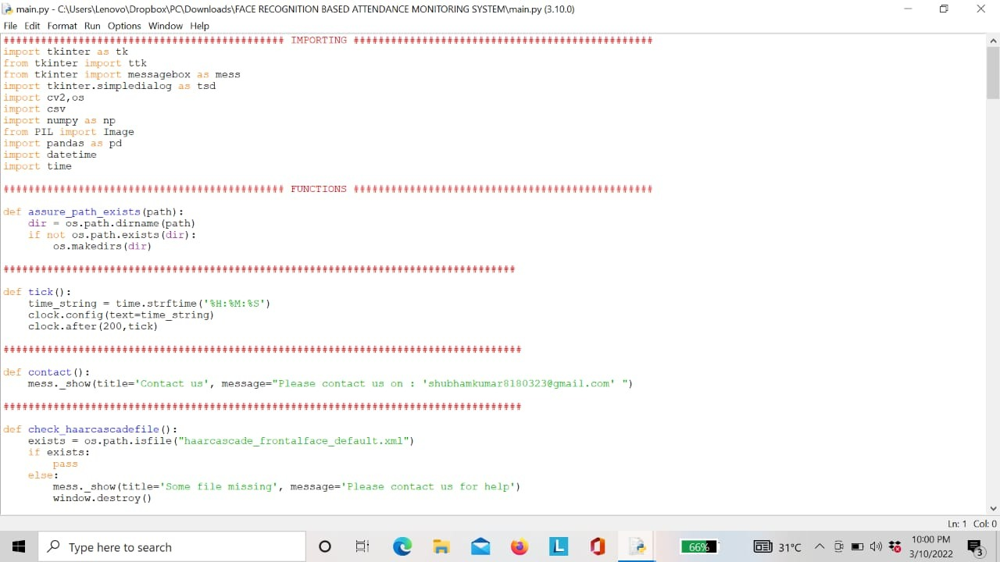 main.py - C:\Users\Lenovo\Dropbox\PC\Downloads\FACE RECOGNITION BASED ATTENDANCE MONITORING SYSTEM\main.py (3.10.0)
File Edit Format Run Options Window Help
############################################# IMPORTING ################################################
import tkinter as tk
from tkinter import ttk
from tkinter import messagebox as mess
import tkinter.simpledialog as tsd
import cv2,os
import csv
import numpy as np
from PIL import Image
import pandas as pd
import datetime
import time
############################################# FUNCTIONS ################################################
def assure_path_exists(path):
    dir = os.path.dirname(path)
    if not os.path.exists(dir):
        os.makedirs(dir)
##################################################################################
def tick():
    time_string = time.strftime('%H:%M:%S')
    clock.config(text=time_string)
    clock.after(200,tick)
###################################################################################
def contact():
    mess._show(title='Contact us', message="Please contact us on : 'shubhamkumar8180323@gmail.com' ")
###################################################################################
def check_haarcascadefile():
    exists = os.path.isfile("haarcascade_frontalface_default.xml")
    if exists:
        pass
    else:
        mess._show(title='Some file missing', message='Please contact us for help')
        window.destroy()
Ln: 1 Col: 0
Type here to search
66%
31°C
10:00 PM
3/10/2022
3